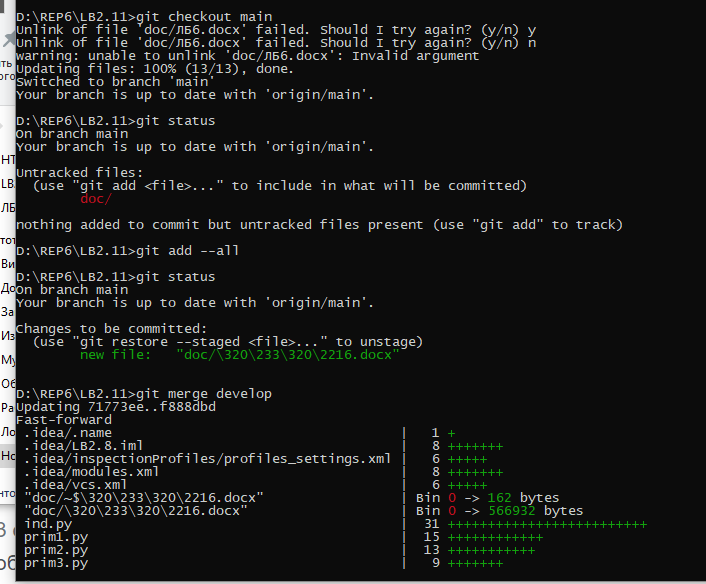 D:\REP6\LB2.11>git checkout main
Unlink of file 'doc/ЛБ6.docx' failed. Should I try again? (y/n) y
Unlink of file 'doc/ЛБ6.docx' failed. Should I try again? (y/n) n
warning: unable to unlink 'doc/ЛБ6.docx': Invalid argument
Updating files: 100% (13/13), done.
Switched to branch 'main'
Your branch is up to date with 'origin/main'.
D:\REP6\LB2.11>git status
On branch main
Your branch is up to date with 'origin/main'.
Untracked files:
(use "git add <file>..." to include in what will be committed)
doc/
nothing added to commit but untracked files present (use "git add" to track)
D:\REP6\LB2.11>git add --all
D:\REP6\LB2.11>git status
On branch main
Your branch is up to date with 'origin/main'.
Changes to be committed:
(use "git restore --staged <file>..." to unstage)
new file: "doc/\320\233\320\2216.docx"
D:\REP6\LB2.11>git merge develop
Updating 71773ee..f888dbd
Fast-forward
.idea/.name | 1 +
.idea/LB2.8.iml | 8 +++++++
.idea/inspectionProfiles/profiles_settings.xml | 6 +++++
.idea/modules.xml | 8 +++++++
.idea/vcs.xml | 6 +++++
"doc/~$\320\233\320\2216.docx" | Bin 0 -> 162 bytes
"doc/\320\233\320\2216.docx" | Bin 0 -> 566932 bytes
ind.py | 31 +++++++++++++++++++++++++
prim1.py | 15 ++++++++++++
prim2.py | 13 +++++++++++
prim3.py | 9 +++++++